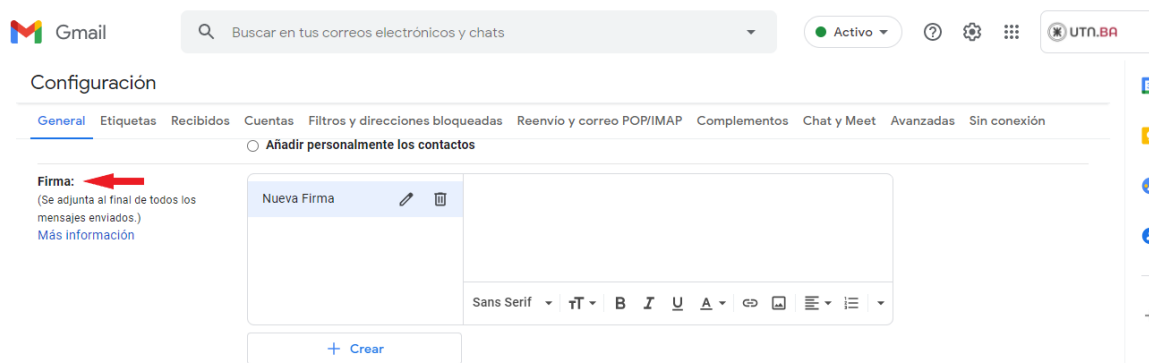 Gmail
Buscar en tus correos electrónicos y chats
Activo
UTN.BA
Configuración
General Etiquetas Recibidos Cuentas Filtros y direcciones bloqueadas Reenvío y correo POP/IMAP Complementos Chat y Meet Avanzadas Sin conexión
Añadir personalmente los contactos
Firma:
(Se adjunta al final de todos los
mensajes enviados.)
Más información
Nueva Firma
Sans Serif
Crear